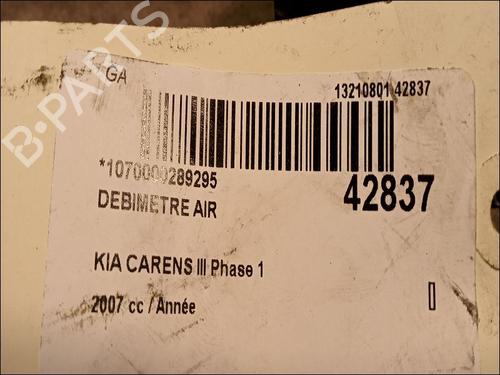 GA
13210801 42837
*1070000289295
42837
DEBIMETRE AIR
KIA CARENS III Phase 1
2007 cc / Année
B-PARTS